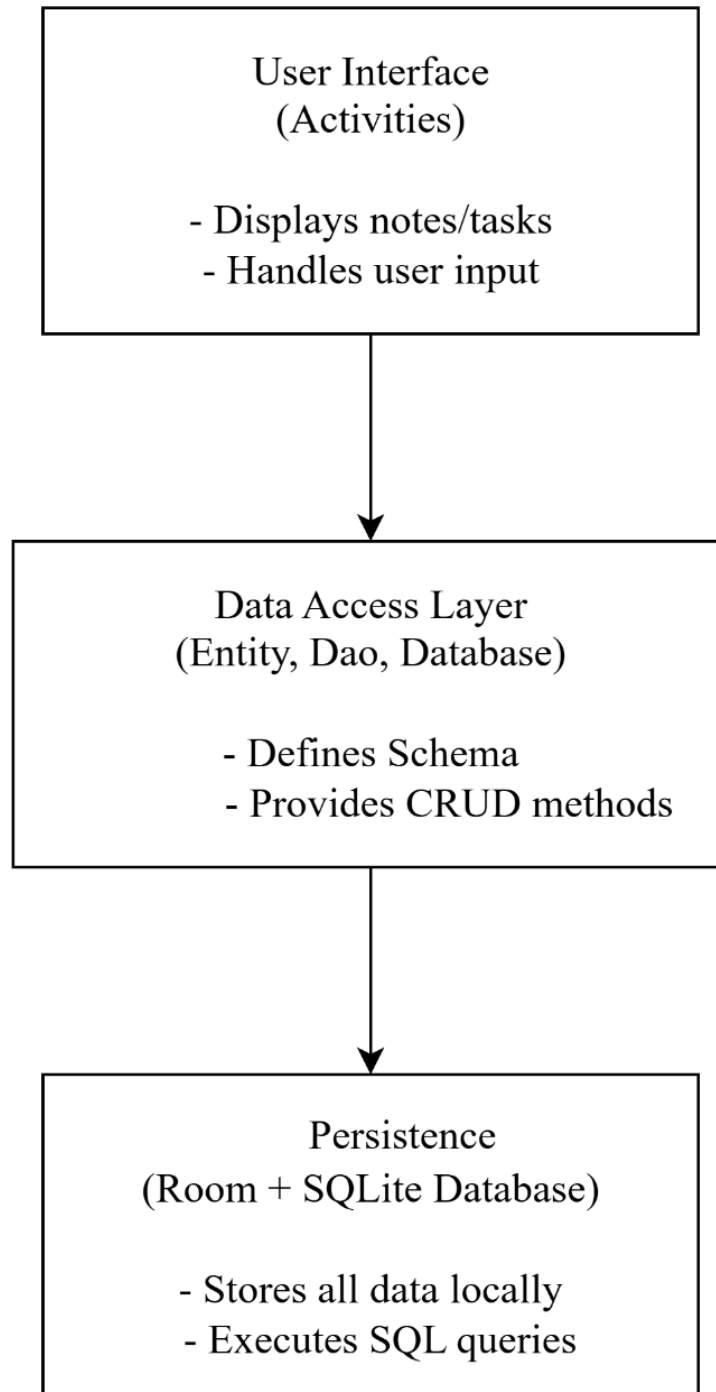 User Interface
(Activities)
- Displays notes/tasks
- Handles user input
Data Access Layer
(Entity, Dao, Database)
- Defines Schema
- Provides CRUD methods
Persistence
(Room + SQLite Database)
- Stores all data locally
- Executes SQL queries